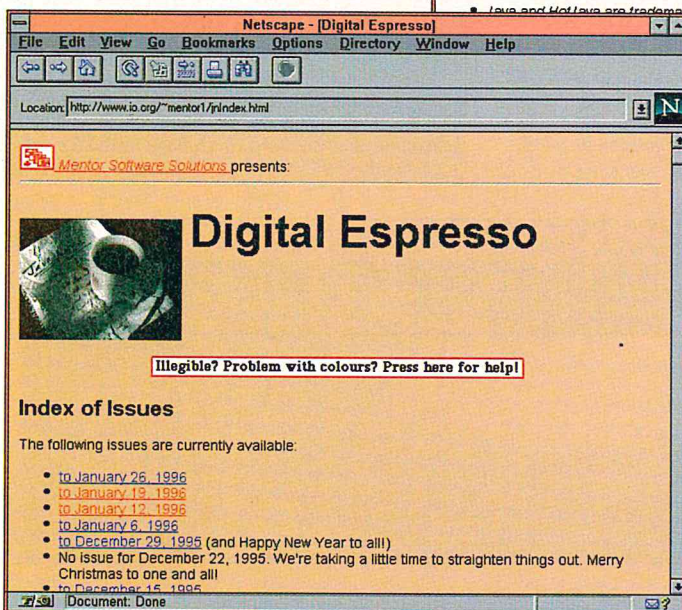 Java and HotJava are tradema
Netscape - [Digital Espresso]
File Edit View Go Bookmarks Options Directory Window Help
Location: http://www.io.org/~mentor1/jnIndex.html
N
Mentor Software Solutions presents:
Digital Espresso
Illegible? Problem with colours? Press here for help!
Index of Issues
The following issues are currently available:
to January 26, 1996
to January 19, 1996
to January 12, 1996
to January 6, 1996
to December 29, 1995 (and Happy New Year to all!)
No issue for December 22, 1995. We're taking a little time to straighten things out. Merry
Christmas to one and all!
to December 15, 1995
Document: Done